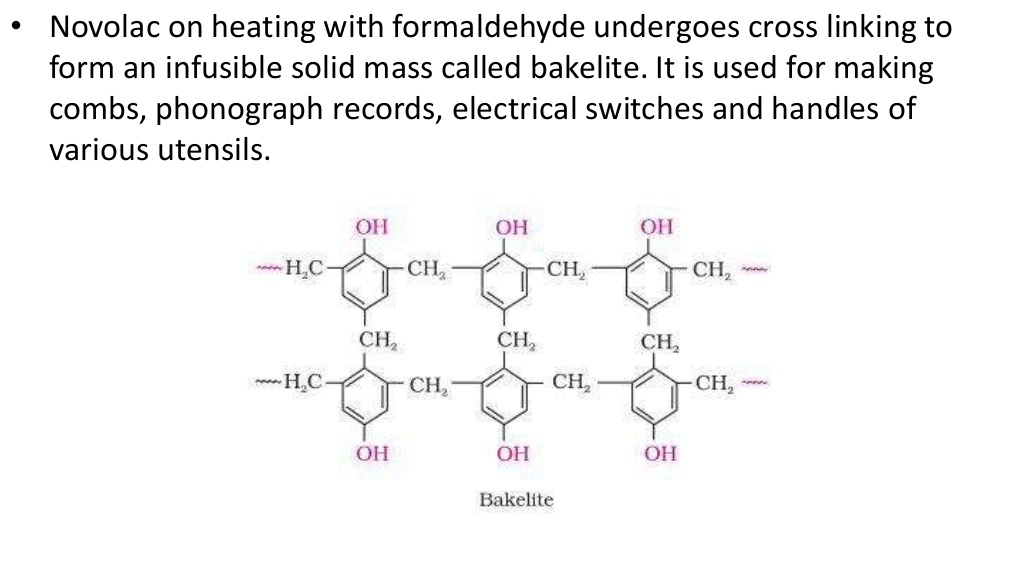 • Novolac on heating with formaldehyde undergoes cross linking to
form an infusible solid mass called bakelite. It is used for making
combs, phonograph records, electrical switches and handles of
various utensils.
OH OH OH
H₂C CH₂ CH₂ CH₂
CH₂ CH₂ CH₂
H₂C CH₂ CH₂ CH₂
OH OH OH
Bakelite